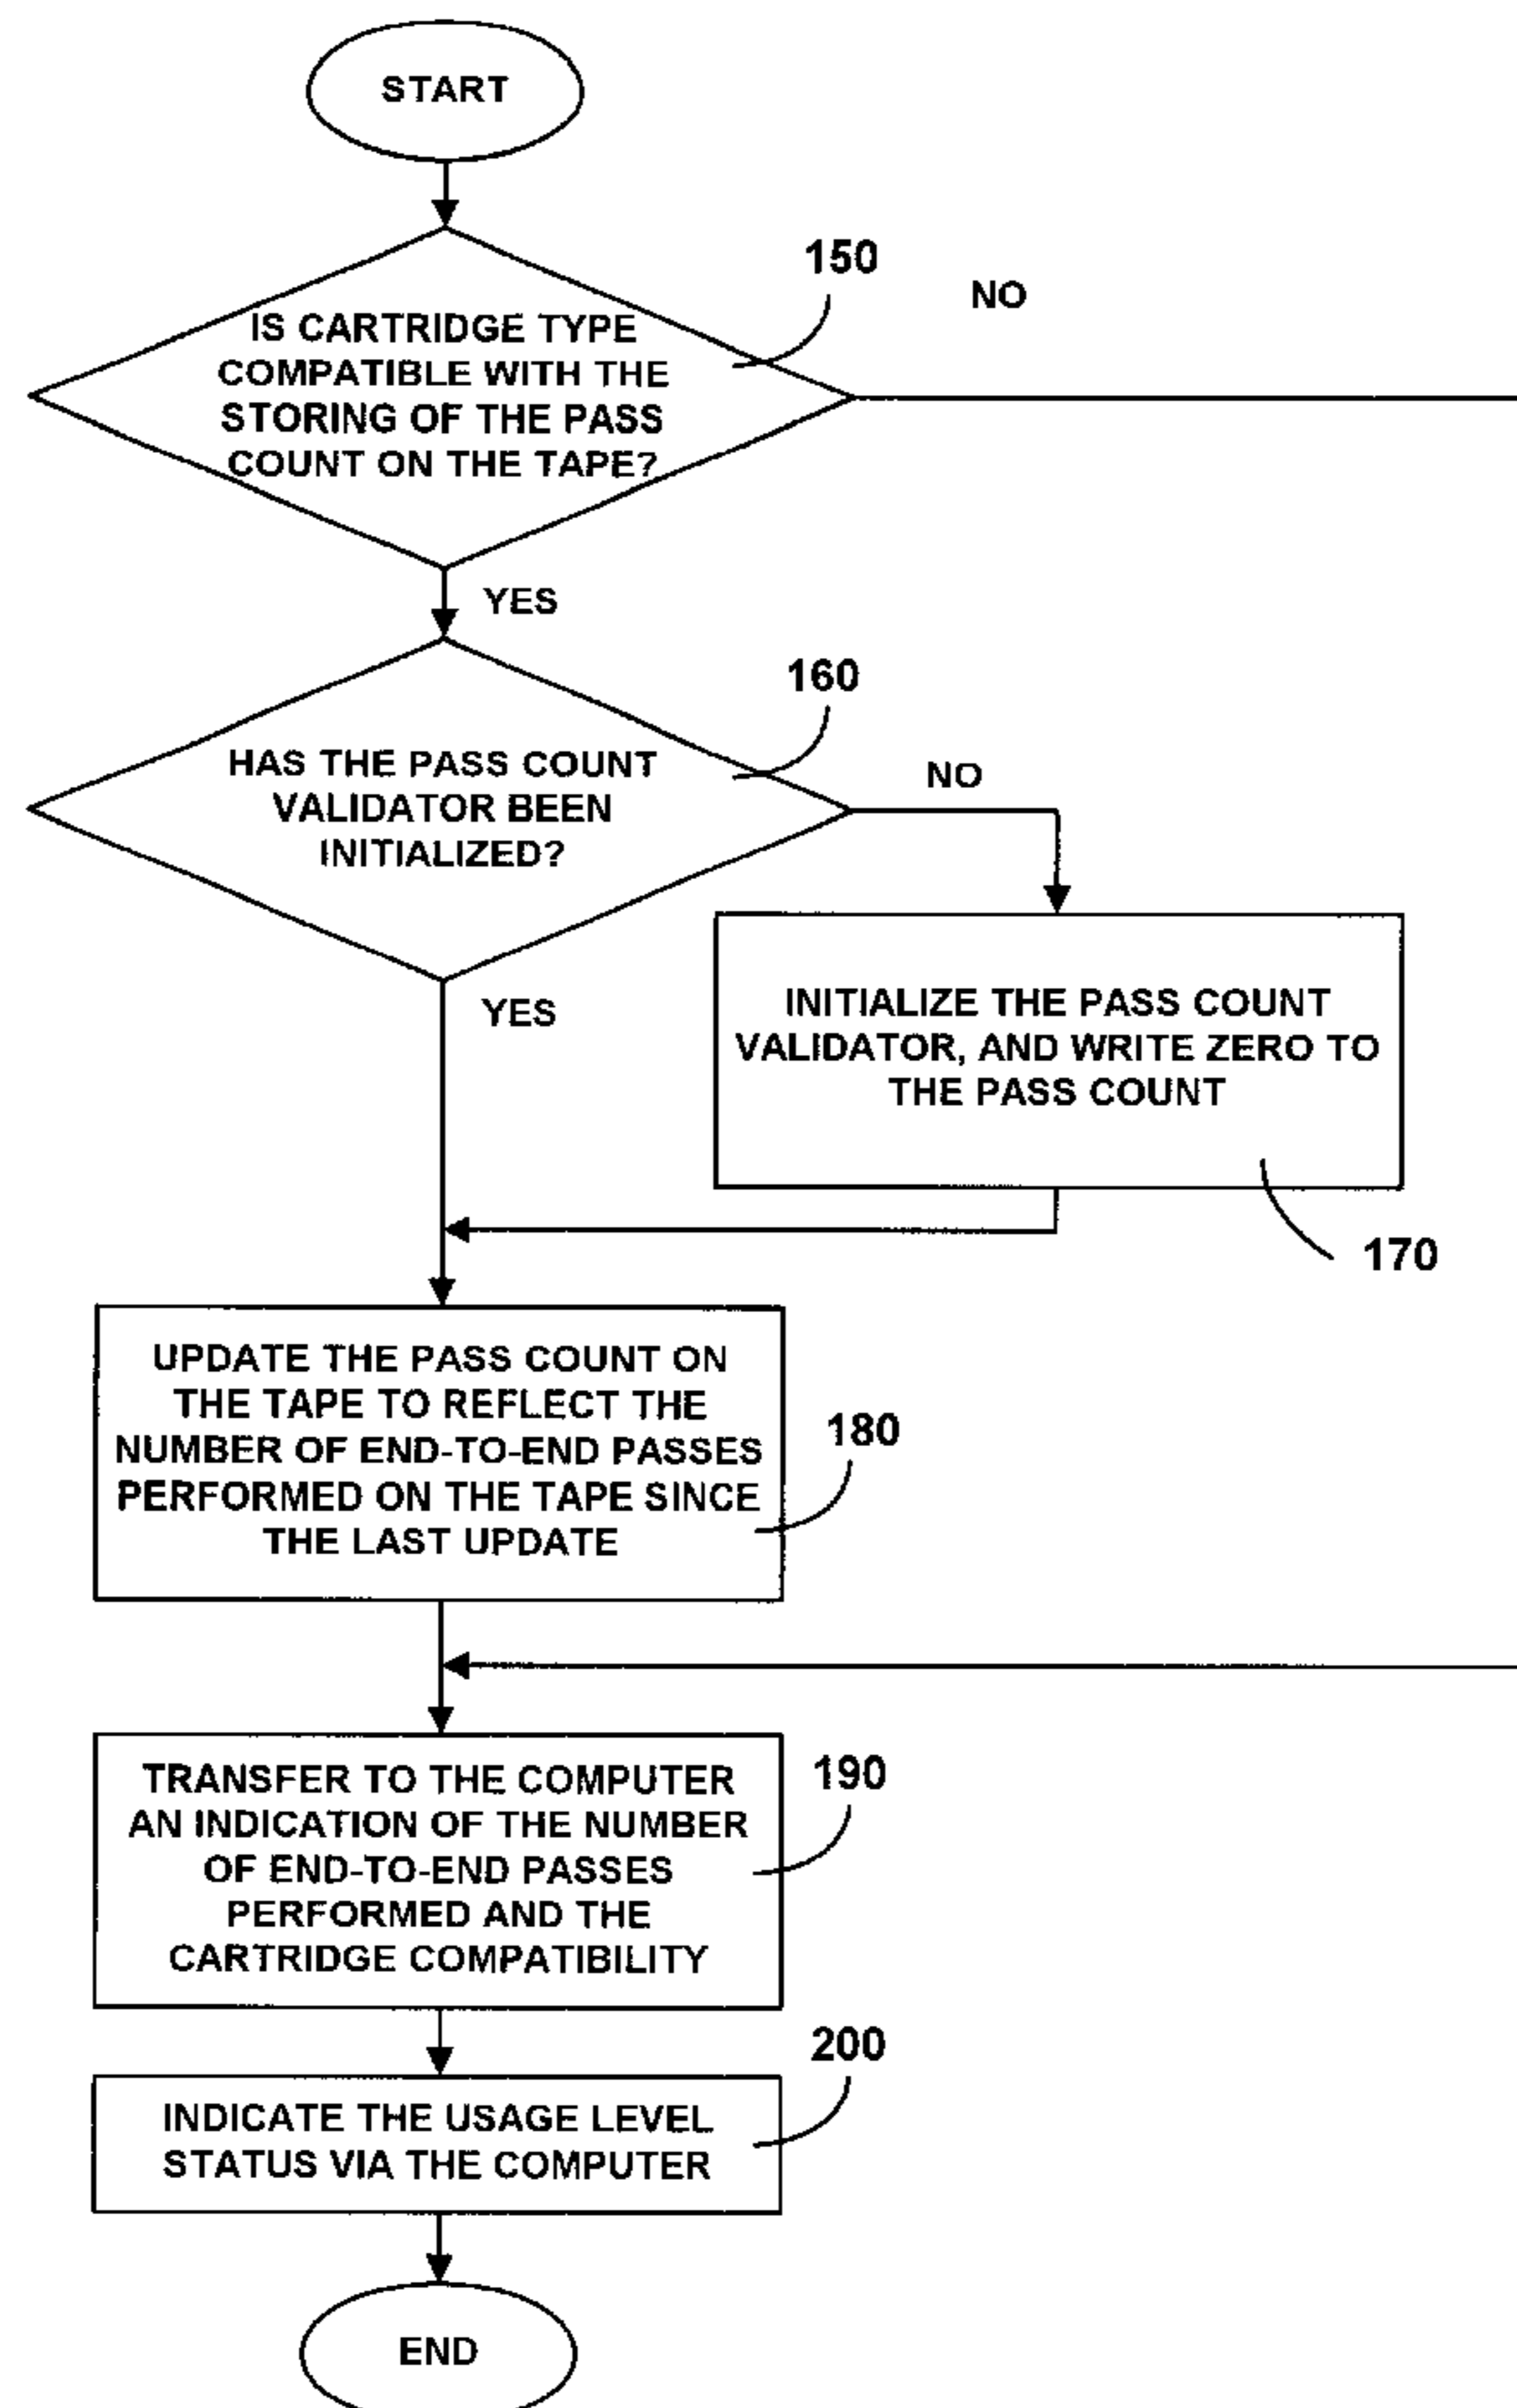 START
150
NO
IS CARTRIDGE TYPE
COMPATIBLE WITH THE
STORING OF THE PASS
COUNT ON THE TAPE?
YES
160
HAS THE PASS COUNT
VALIDATOR BEEN
INITIALIZED?
NO
YES
INITIALIZE THE PASS COUNT
VALIDATOR, AND WRITE ZERO TO
THE PASS COUNT
170
UPDATE THE PASS COUNT ON
THE TAPE TO REFLECT THE
NUMBER OF END-TO-END PASSES
PERFORMED ON THE TAPE SINCE
THE LAST UPDATE
180
TRANSFER TO THE COMPUTER
AN INDICATION OF THE NUMBER
OF END-TO-END PASSES
PERFORMED AND THE
CARTRIDGE COMPATIBILITY
190
200
INDICATE THE USAGE LEVEL
STATUS VIA THE COMPUTER
END